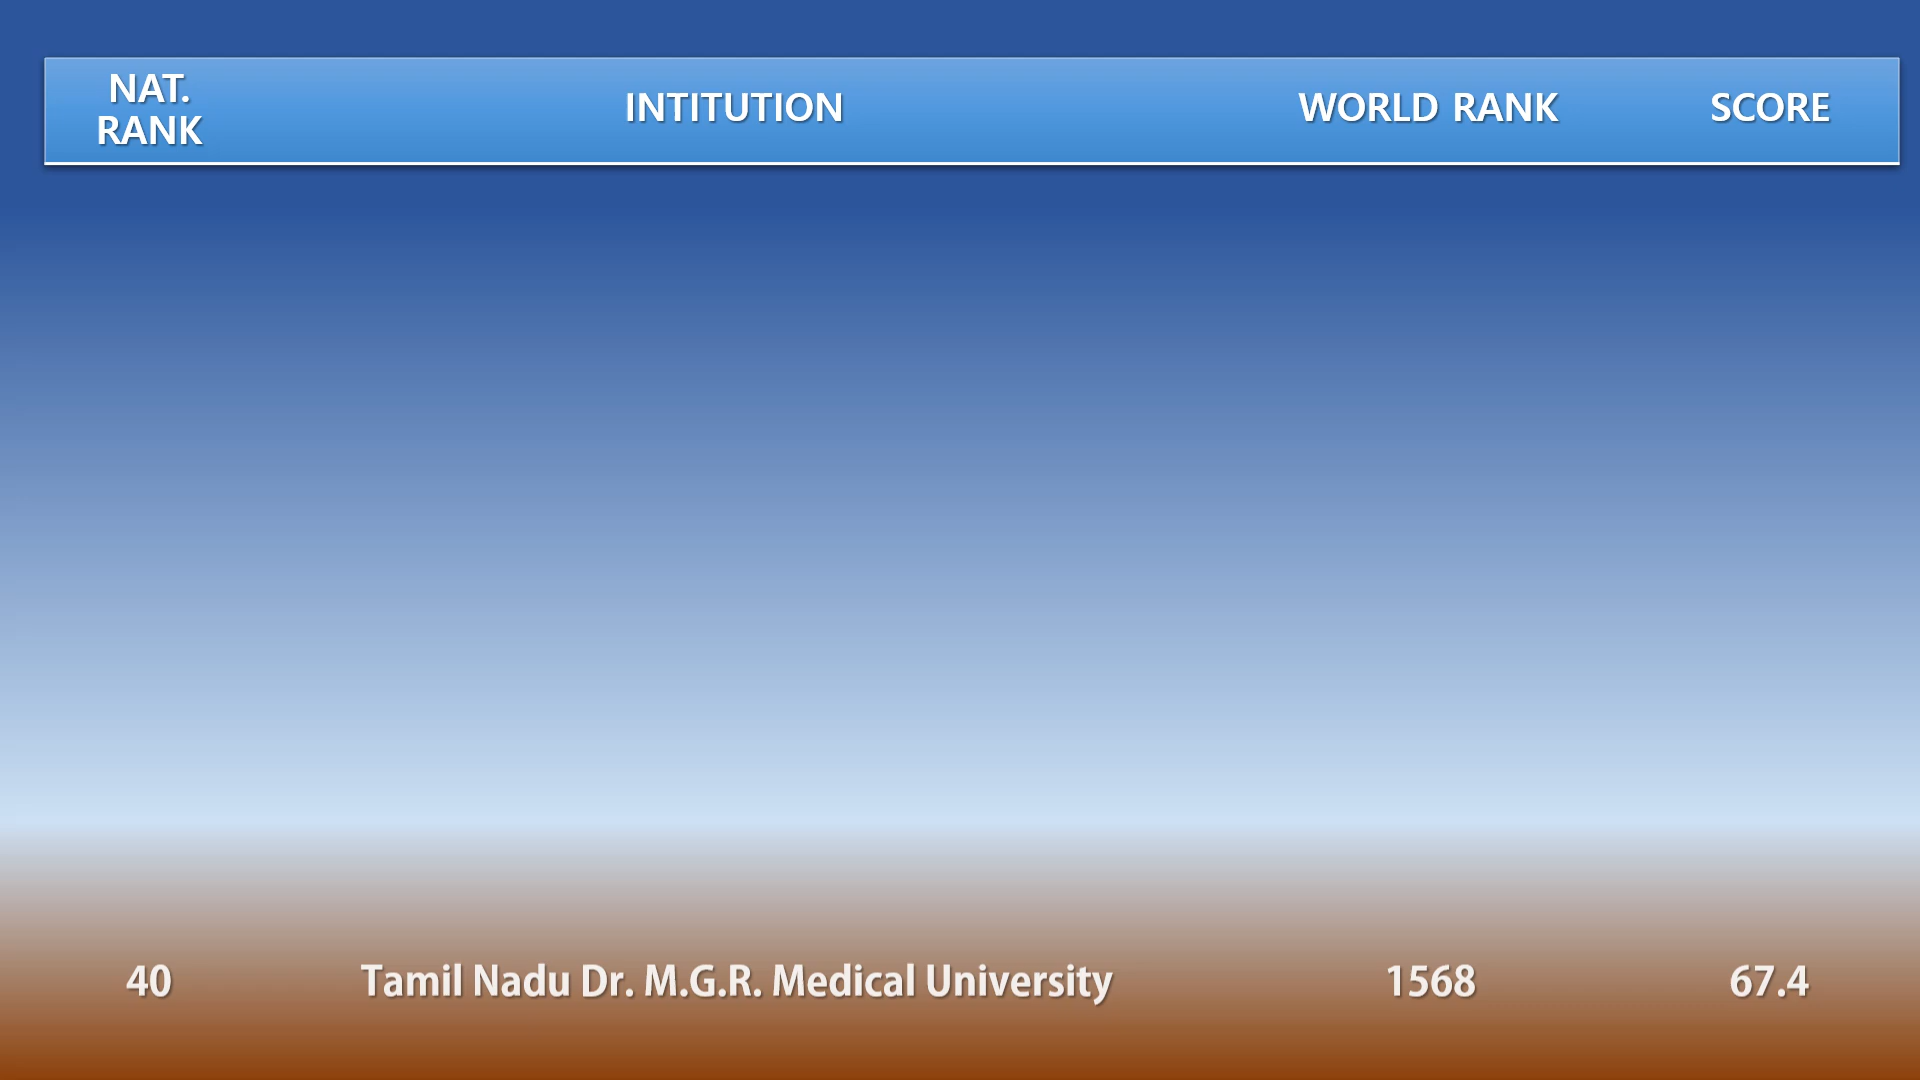 NAT.
RANK
INTITUTION
WORLD RANK
SCORE
40 Tamil Nadu Dr. M.G.R. Medical University 1568 67.4